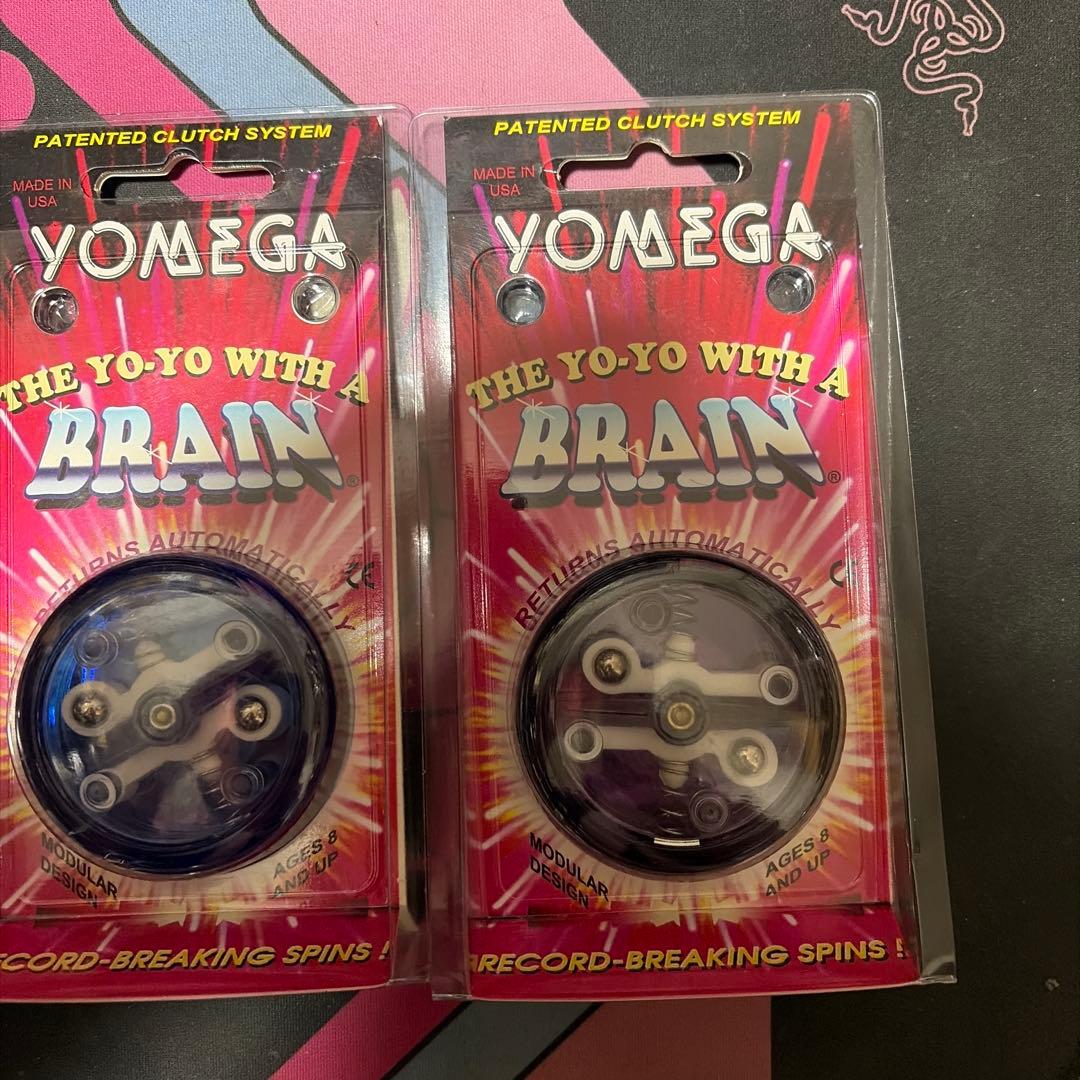 PATENTED CLUTCH SYSTEM
MADE IN
USA
YOMEGA
THE YO-YO WITH A
BRAIN®
RETURNS AUTOMATICALLY
CE
MODULAR
DESIGN
AGES 8
AND UP
RECORD-BREAKING SPINS !
PATENTED CLUTCH SYSTEM
MADE IN
USA
YOMEGA
THE YO-YO WITH A
BRAIN®
RETURNS AUTOMATICALLY
MODULAR
DESIGN
AGES 8
AND UP
RECORD-BREAKING SPINS !